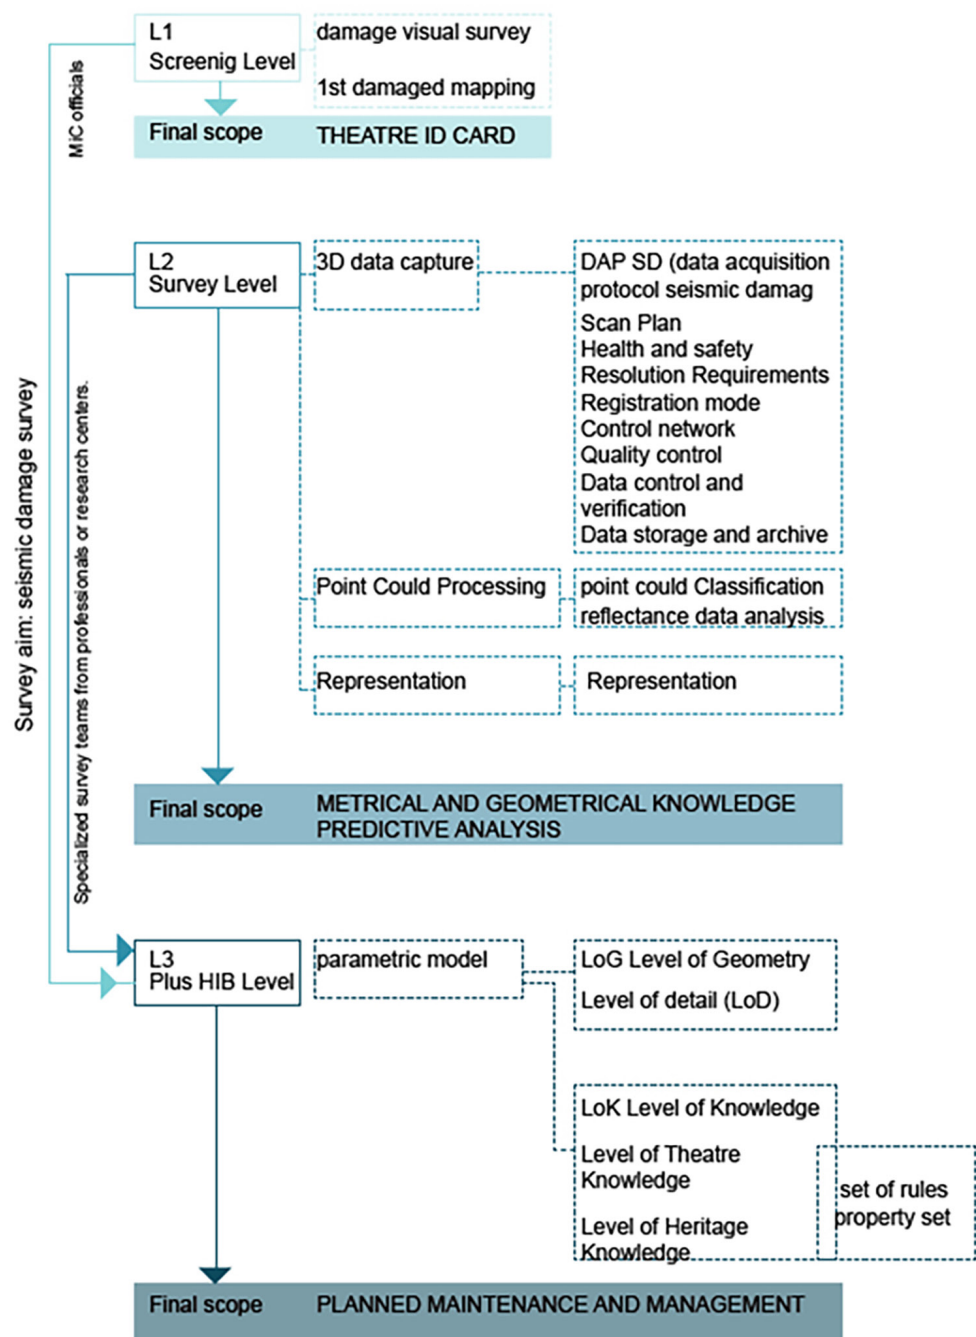 L1
Screenig Level
damage visual survey
1st damaged mapping
Final scope
THEATRE ID CARD
MiC officials
L2
Survey Level
3D data capture
DAP SD (data acquisition
protocol seismic damag
Scan Plan
Health and safety
Resolution Requirements
Registration mode
Control network
Quality control
Data control and
verification
Data storage and archive
Point Could Processing
point could Classification
reflectance data analysis
Representation
Representation
Survey aim: seismic damage survey
Specialized survey teams from professionals or research centers.
Final scope
METRICAL AND GEOMETRICAL KNOWLEDGE
PREDICTIVE ANALYSIS
L3
Plus HIB Level
parametric model
LoG Level of Geometry
Level of detail (LoD)
LoK Level of Knowledge
Level of Theatre
Knowledge
Level of Heritage
Knowledge
set of rules
property set
Final scope
PLANNED MAINTENANCE AND MANAGEMENT